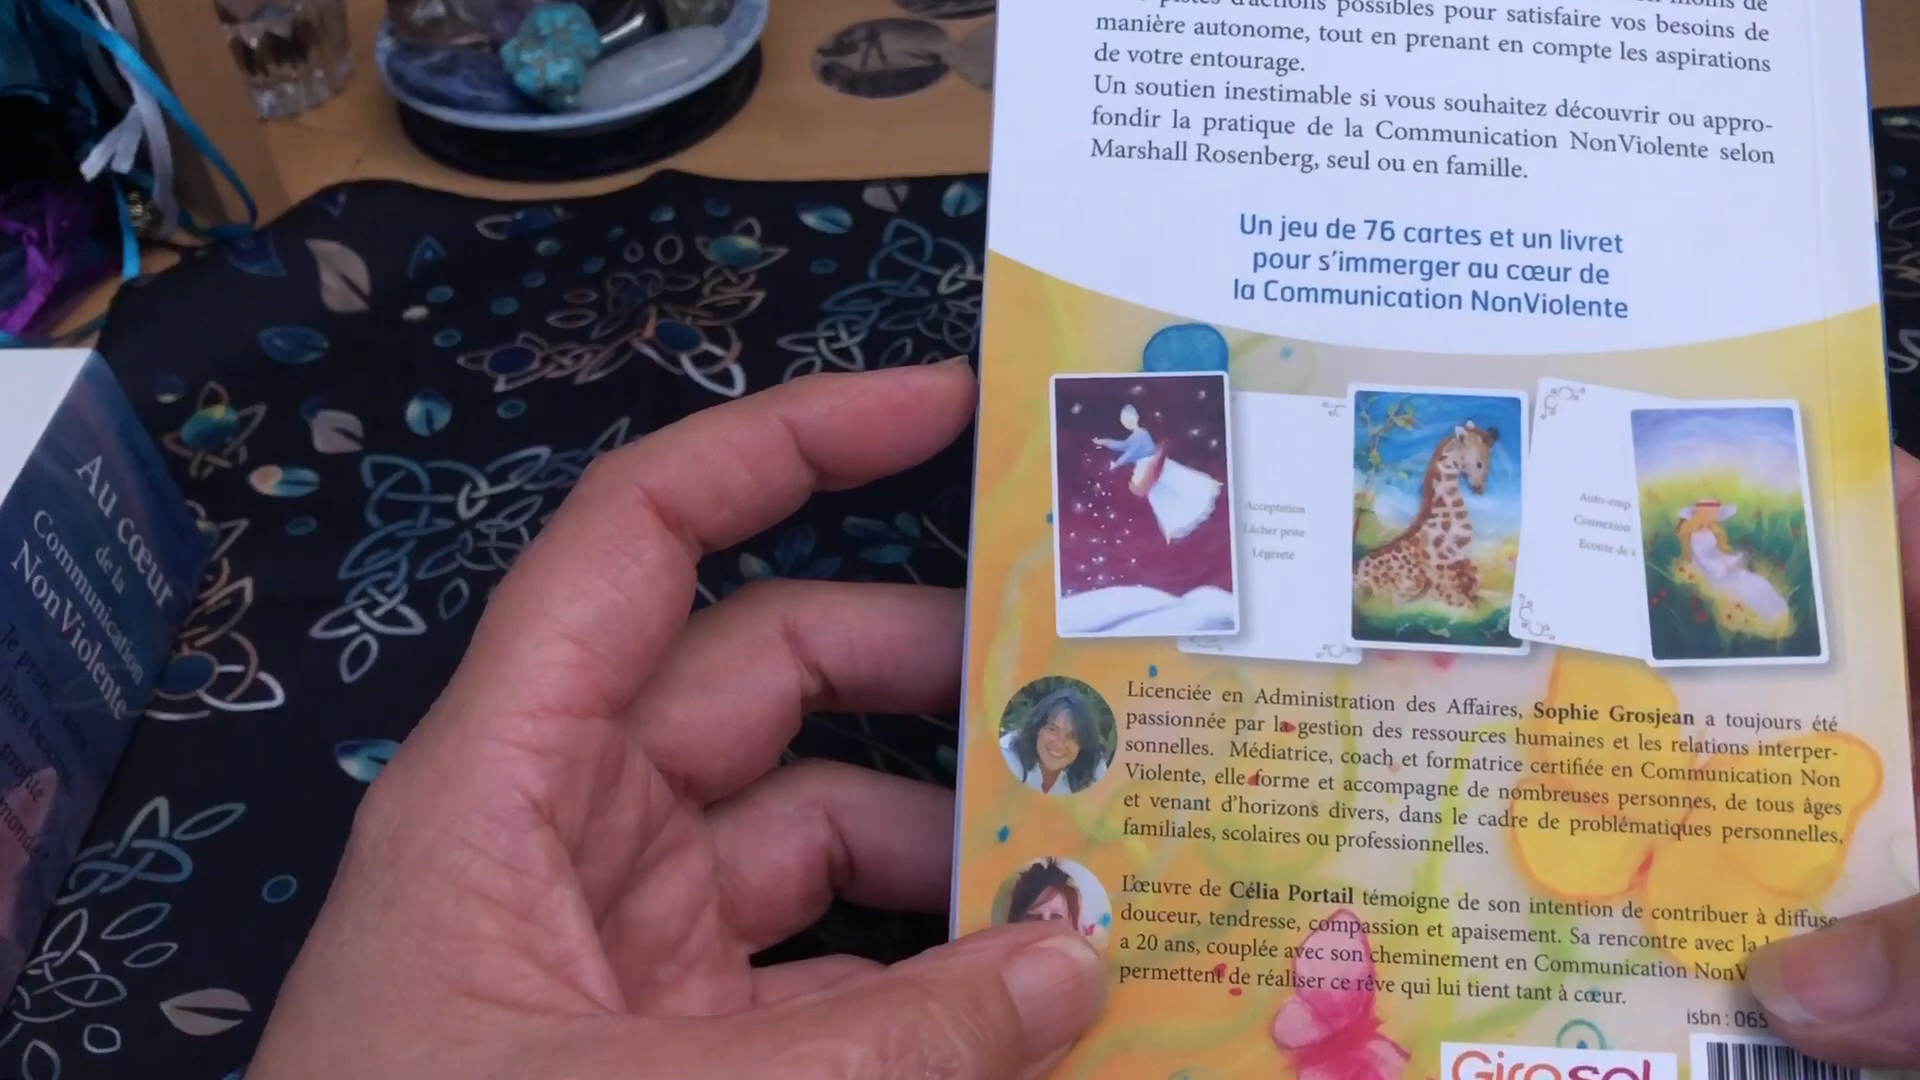 possibles pour satisfaire vos besoins de
manière autonome, tout en prenant en compte les aspirations
de votre entourage.
Un soutien inestimable si vous souhaitez découvrir ou appro-
fondir la pratique de la Communication NonViolente selon
Marshall Rosenberg, seul ou en famille.
Un jeu de 76 cartes et un livret
pour s'immerger au cœur de
la Communication NonViolente
Acceptation
Lâcher prise
Légèreté
Connexion
Écoute de
Licenciée en Administration des Affaires, Sophie Grosjean a toujours été
passionnée par la gestion des ressources humaines et les relations interper-
sonnelles. Médiatrice, coach et formatrice certifiée en Communication Non
Violente, elle forme et accompagne de nombreuses personnes, de tous âges
et venant d'horizons divers, dans le cadre de problématiques personnelles,
familiales, scolaires ou professionnelles.
L'œuvre de Célia Portail témoigne de son intention de contribuer à diffuse
douceur, tendresse, compassion et apaisement. Sa rencontre avec la
a 20 ans, couplée avec son cheminement en Communication NonV
permettent de réaliser ce rêve qui lui tient tant à cœur.
isbn : 065
Girasol
Au cœur
de la
Communication
NonViolente
mes besoins